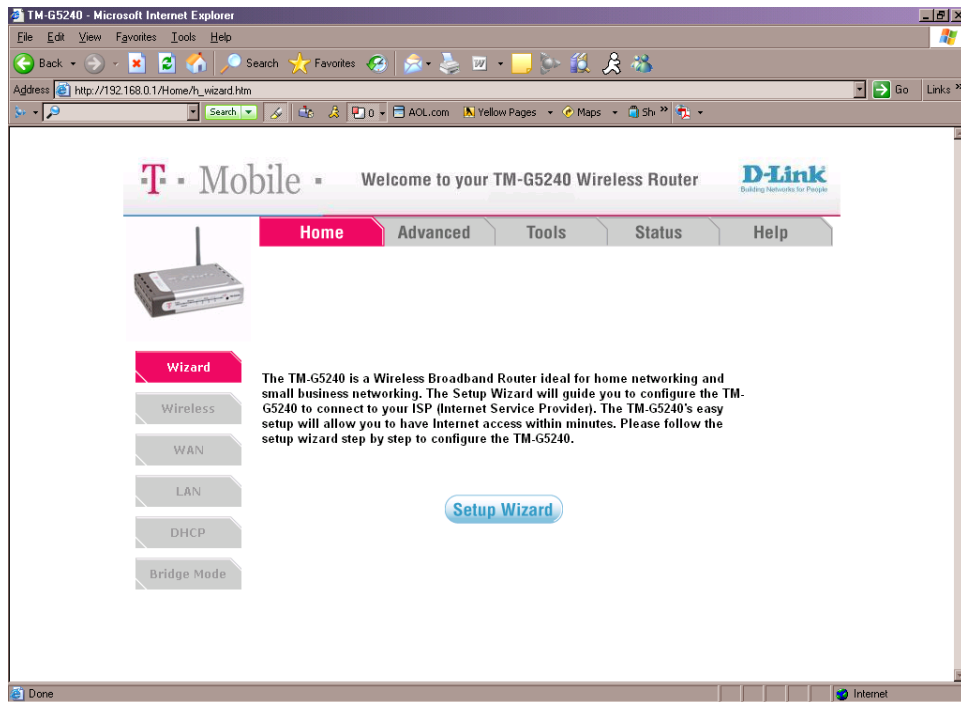 TM-G5240 - Microsoft Internet Explorer
File Edit View Favorites Tools Help
Back Search Favorites
Address http://192.168.0.1/Home/h_wizard.htm Go Links »
Search 0 AOL.com Yellow Pages Maps Sh »
T · Mobile · Welcome to your TM-G5240 Wireless Router D-Link
Building Networks for People
Home Advanced Tools Status Help
Wizard
Wireless
WAN
LAN
DHCP
Bridge Mode
The TM-G5240 is a Wireless Broadband Router ideal for home networking and
small business networking. The Setup Wizard will guide you to configure the TM-
G5240 to connect to your ISP (Internet Service Provider). The TM-G5240's easy
setup will allow you to have Internet access within minutes. Please follow the
setup wizard step by step to configure the TM-G5240.
Setup Wizard
Done Internet